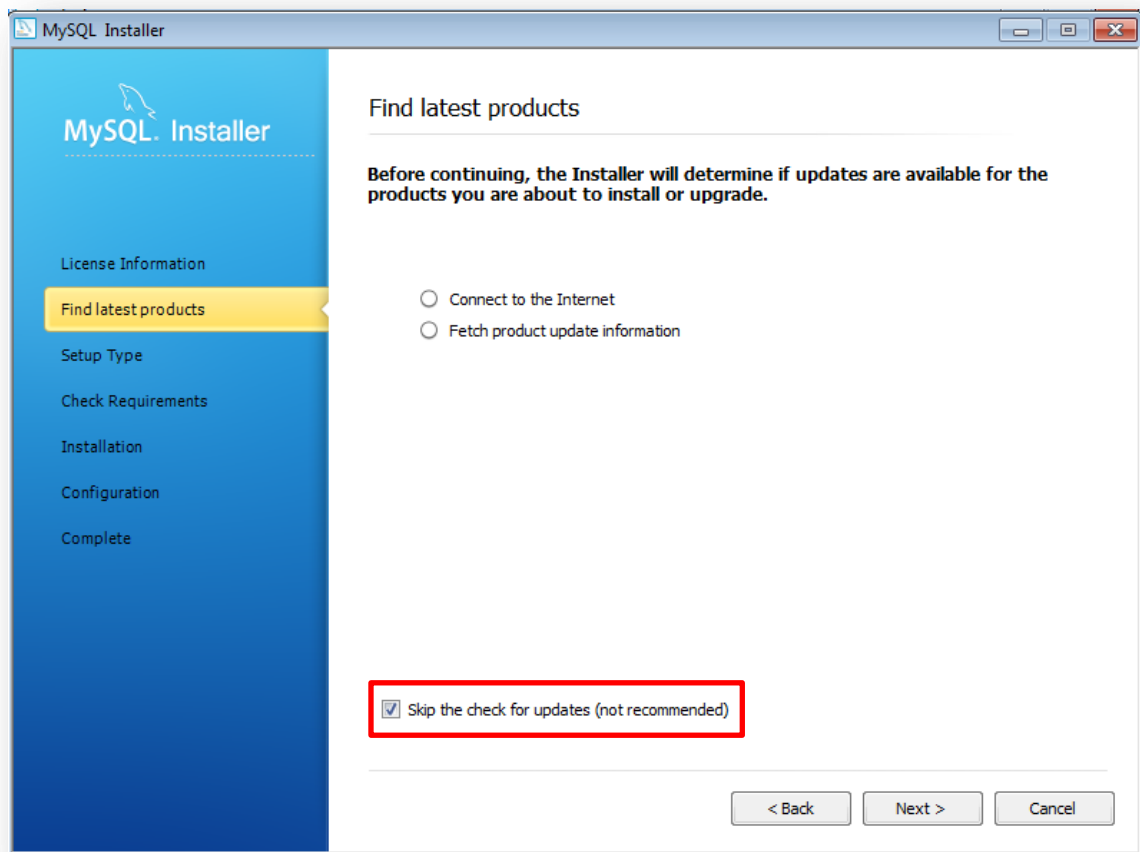 MySQL Installer
MySQL. Installer
License Information
Find latest products
Setup Type
Check Requirements
Installation
Configuration
Complete
Find latest products
Before continuing, the Installer will determine if updates are available for the
products you are about to install or upgrade.
Connect to the Internet
Fetch product update information
Skip the check for updates (not recommended)
< Back
Next >
Cancel